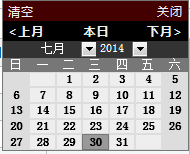 清空 关闭
<上月 本日 下月>
七月 2014
日 一 二 三 四 五 六
1 2 3 4 5
6 7 8 9 10 11 12
13 14 15 16 17 18 19
20 21 22 23 24 25 26
27 28 29 30 31